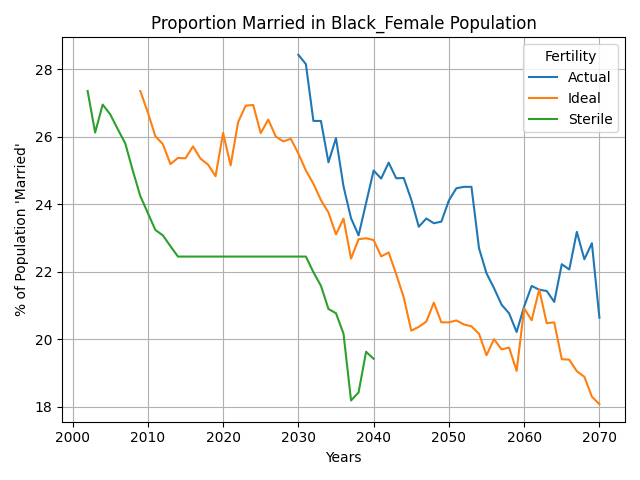 Proportion Married in Black_Female Population
% of Population 'Married'
28
26
24
22
20
18
Fertility
Actual
Ideal
Sterile
2000 2010 2020 2030 2040 2050 2060 2070
Years